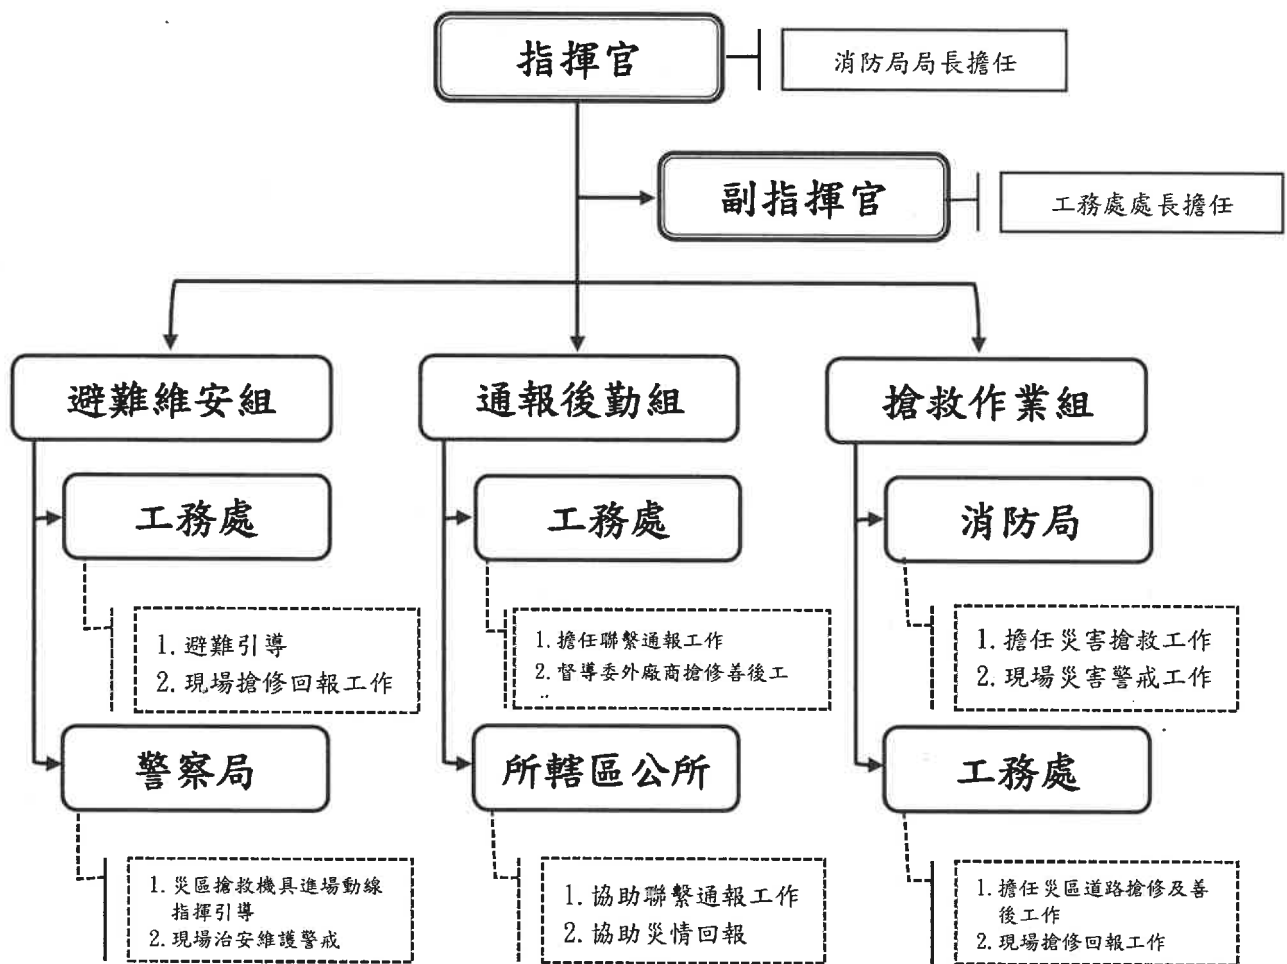 指揮官
消防局局長擔任
副指揮官
工務處處長擔任
避難維安組
通報後勤組
搶救作業組
工務處
工務處
消防局
1. 避難引導
2. 現場搶修回報工作
1. 擔任聯繫通報工作
2. 督導委外廠商搶修善後工
1. 擔任災害搶救工作
2. 現場災害警戒工作
警察局
所轄區公所
工務處
1. 災區搶救機具進場動線
指揮引導
2. 現場治安維護警戒
1. 協助聯繫通報工作
2. 協助災情回報
1. 擔任災區道路搶修及善
後工作
2. 現場搶修回報工作